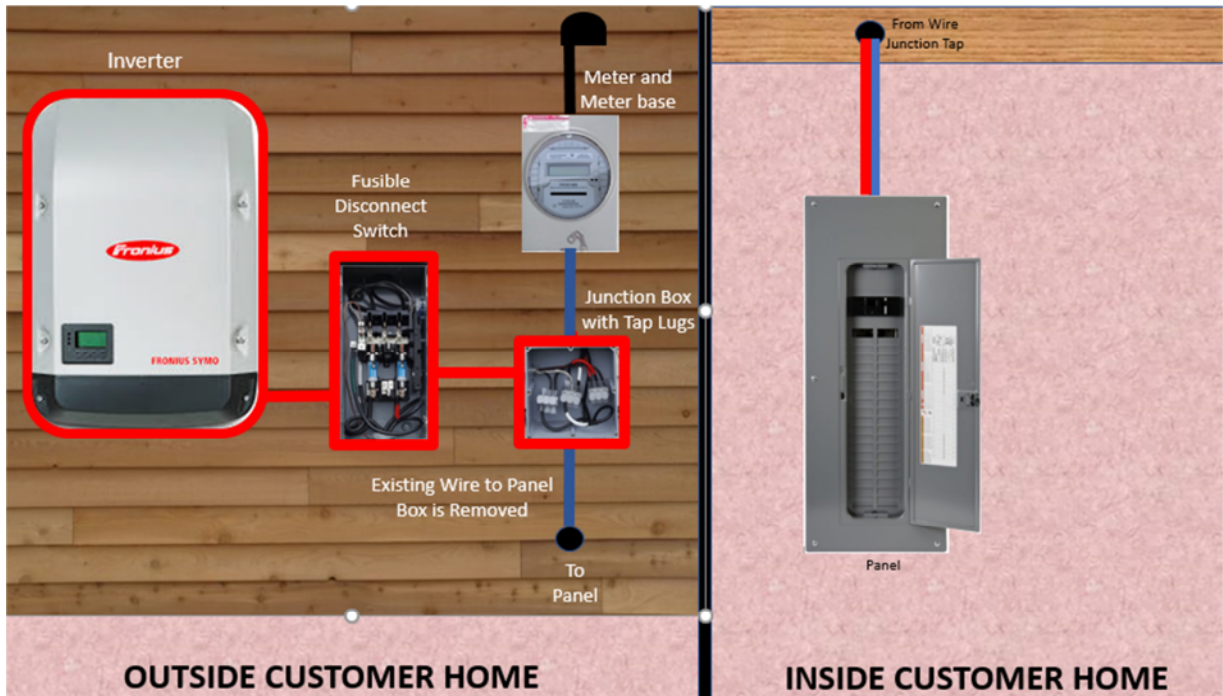 Inverter
Fronius
FRONIUS SYMO
Fusible
Disconnect
Switch
Meter and
Meter base
Junction Box
with Tap Lugs
Existing Wire to Panel
Box is Removed
To
Panel
OUTSIDE CUSTOMER HOME
From Wire
Junction Tap
Panel
INSIDE CUSTOMER HOME